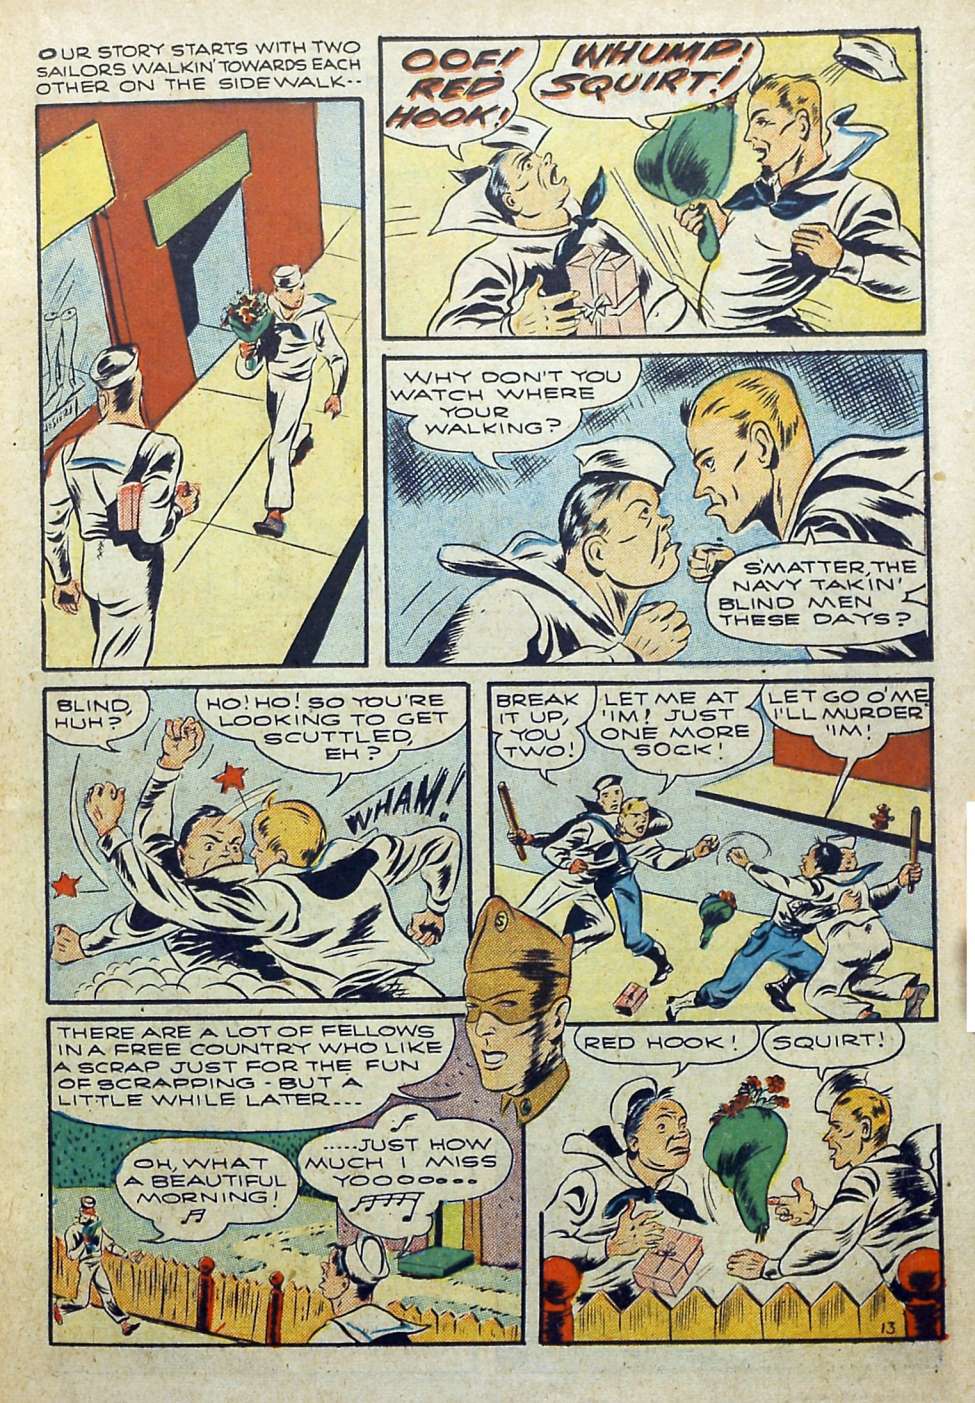 OUR STORY STARTS WITH TWO
SAILORS WALKIN' TOWARDS EACH
OTHER ON THE SIDEWALK--
OOF!
RED
HOOK!
WHUMP!
SQUIRT!
WHY DON'T YOU
WATCH WHERE
YOUR
WALKING?
S'MATTER, THE
NAVY TAKIN'
BLIND MEN
THESE DAYS?
BLIND,
HUH?
HO! HO! SO YOU'RE
LOOKING TO GET
SCUTTLED,
EH?
WHAM!
BREAK
IT UP,
YOU
TWO!
LET ME AT
'IM! JUST
ONE MORE
SOCK!
LET GO O' ME
I'LL MURDER
'IM!
THERE ARE A LOT OF FELLOWS
IN A FREE COUNTRY WHO LIKE
A SCRAP JUST FOR THE FUN
OF SCRAPPING - BUT A
LITTLE WHILE LATER----
OH, WHAT
A BEAUTIFUL
MORNING!
.....JUST HOW
MUCH I MISS
YOOOOOOO...
RED HOOK!
SQUIRT!
13